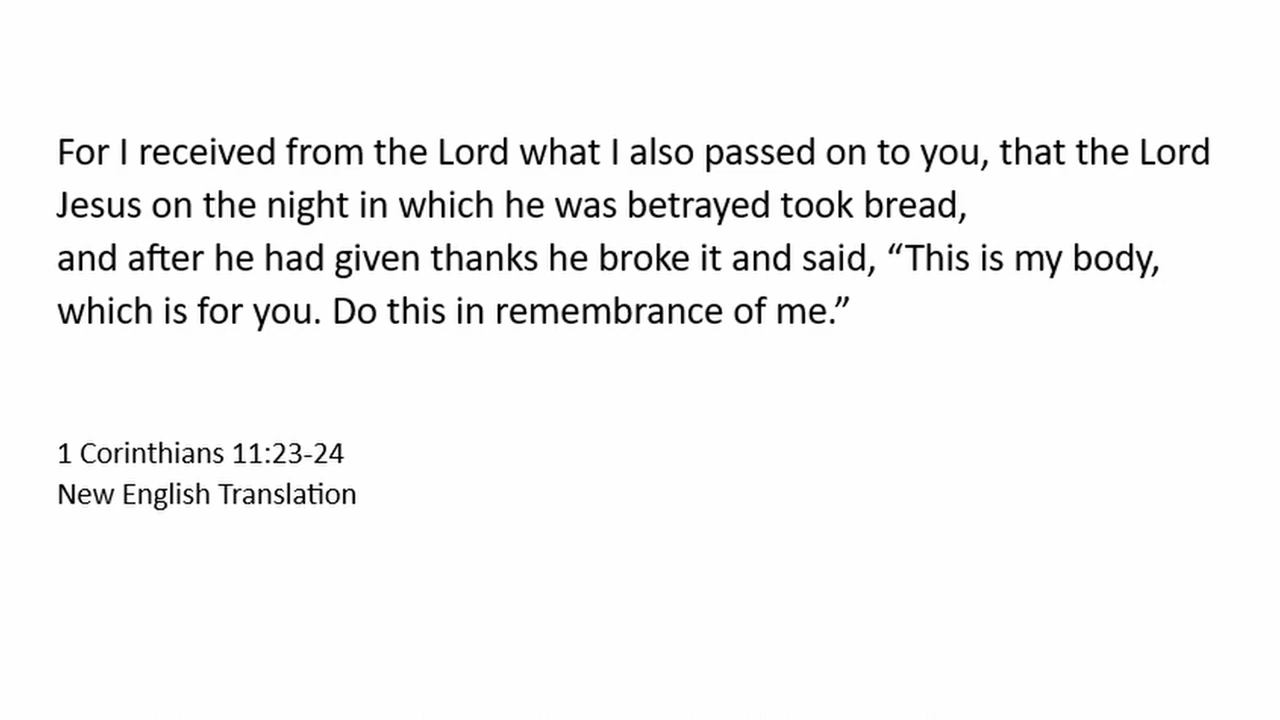 For I received from the Lord what I also passed on to you, that the Lord
Jesus on the night in which he was betrayed took bread,
and after he had given thanks he broke it and said, “This is my body,
which is for you. Do this in remembrance of me.”
1 Corinthians 11:23-24
New English Translation